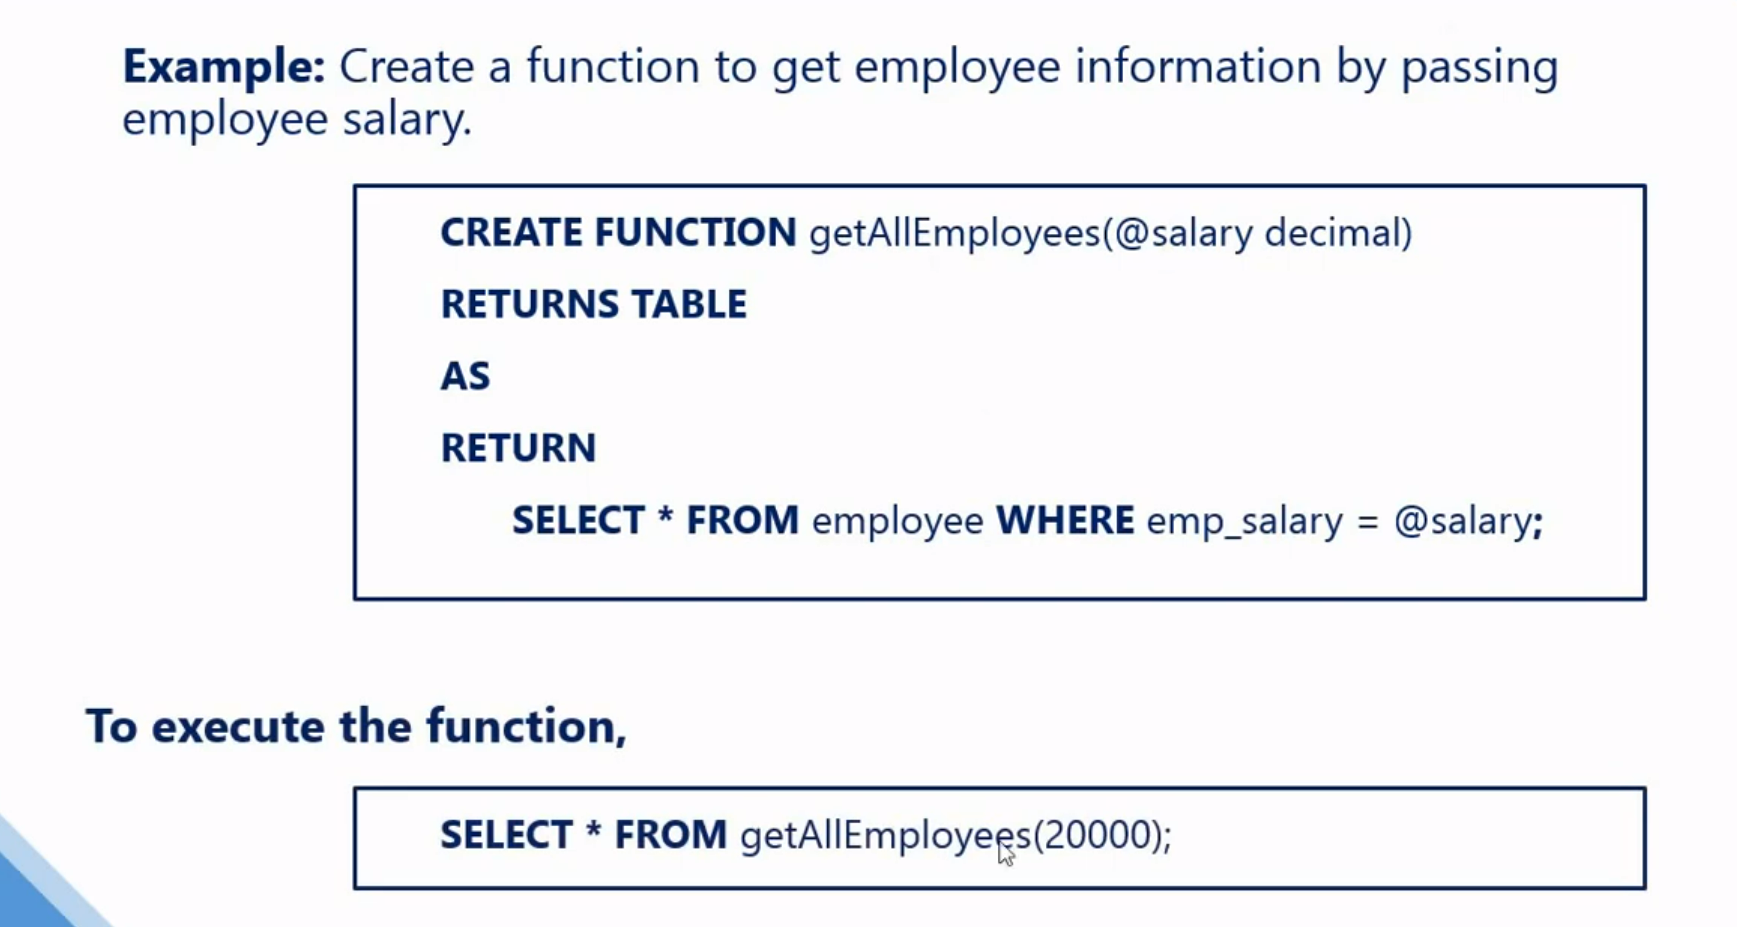 Example: Create a function to get employee information by passing
employee salary.
CREATE FUNCTION getAllEmployees(@salary decimal)
RETURNS TABLE
AS
RETURN
SELECT * FROM employee WHERE emp_salary = @salary;
To execute the function,
SELECT * FROM getAllEmployees(20000);